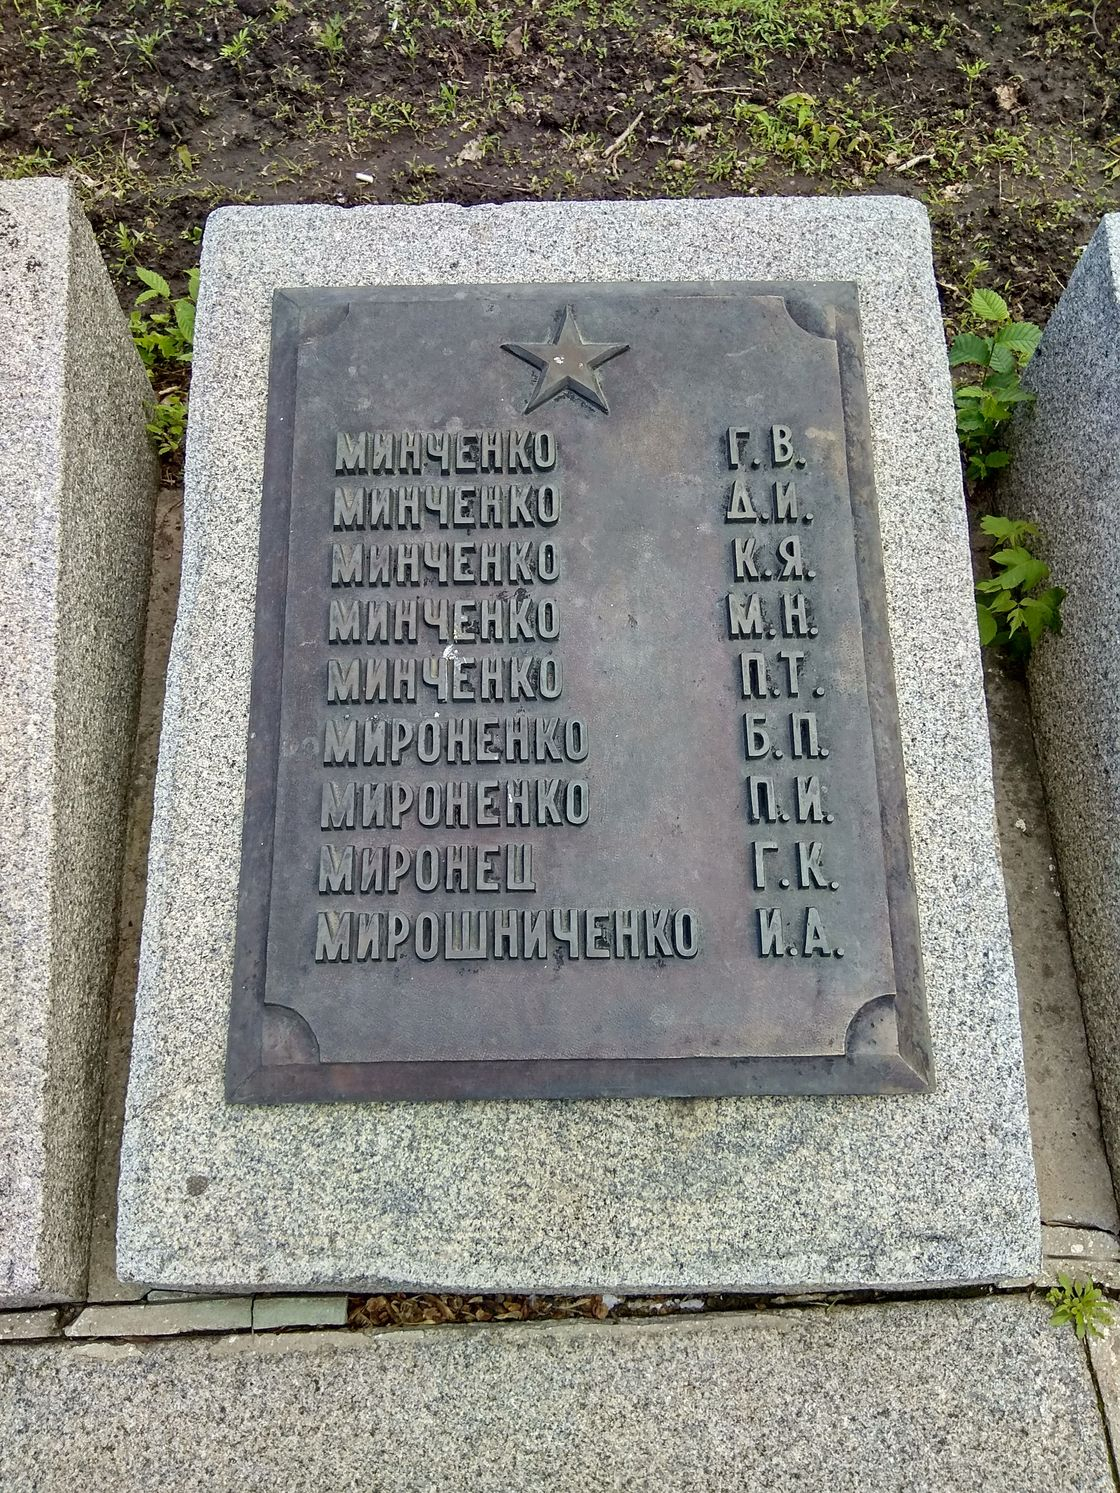 МИНЧЕНКО Г. В.
МИНЧЕНКО Д. И.
МИНЧЕНКО К. Я.
МИНЧЕНКО М. Н.
МИНЧЕНКО П. Т.
МИРОНЕНКО Б. П.
МИРОНЕНКО П. И.
МИРОНЕЦ Г. К.
МИРОШНИЧЕНКО И. А.